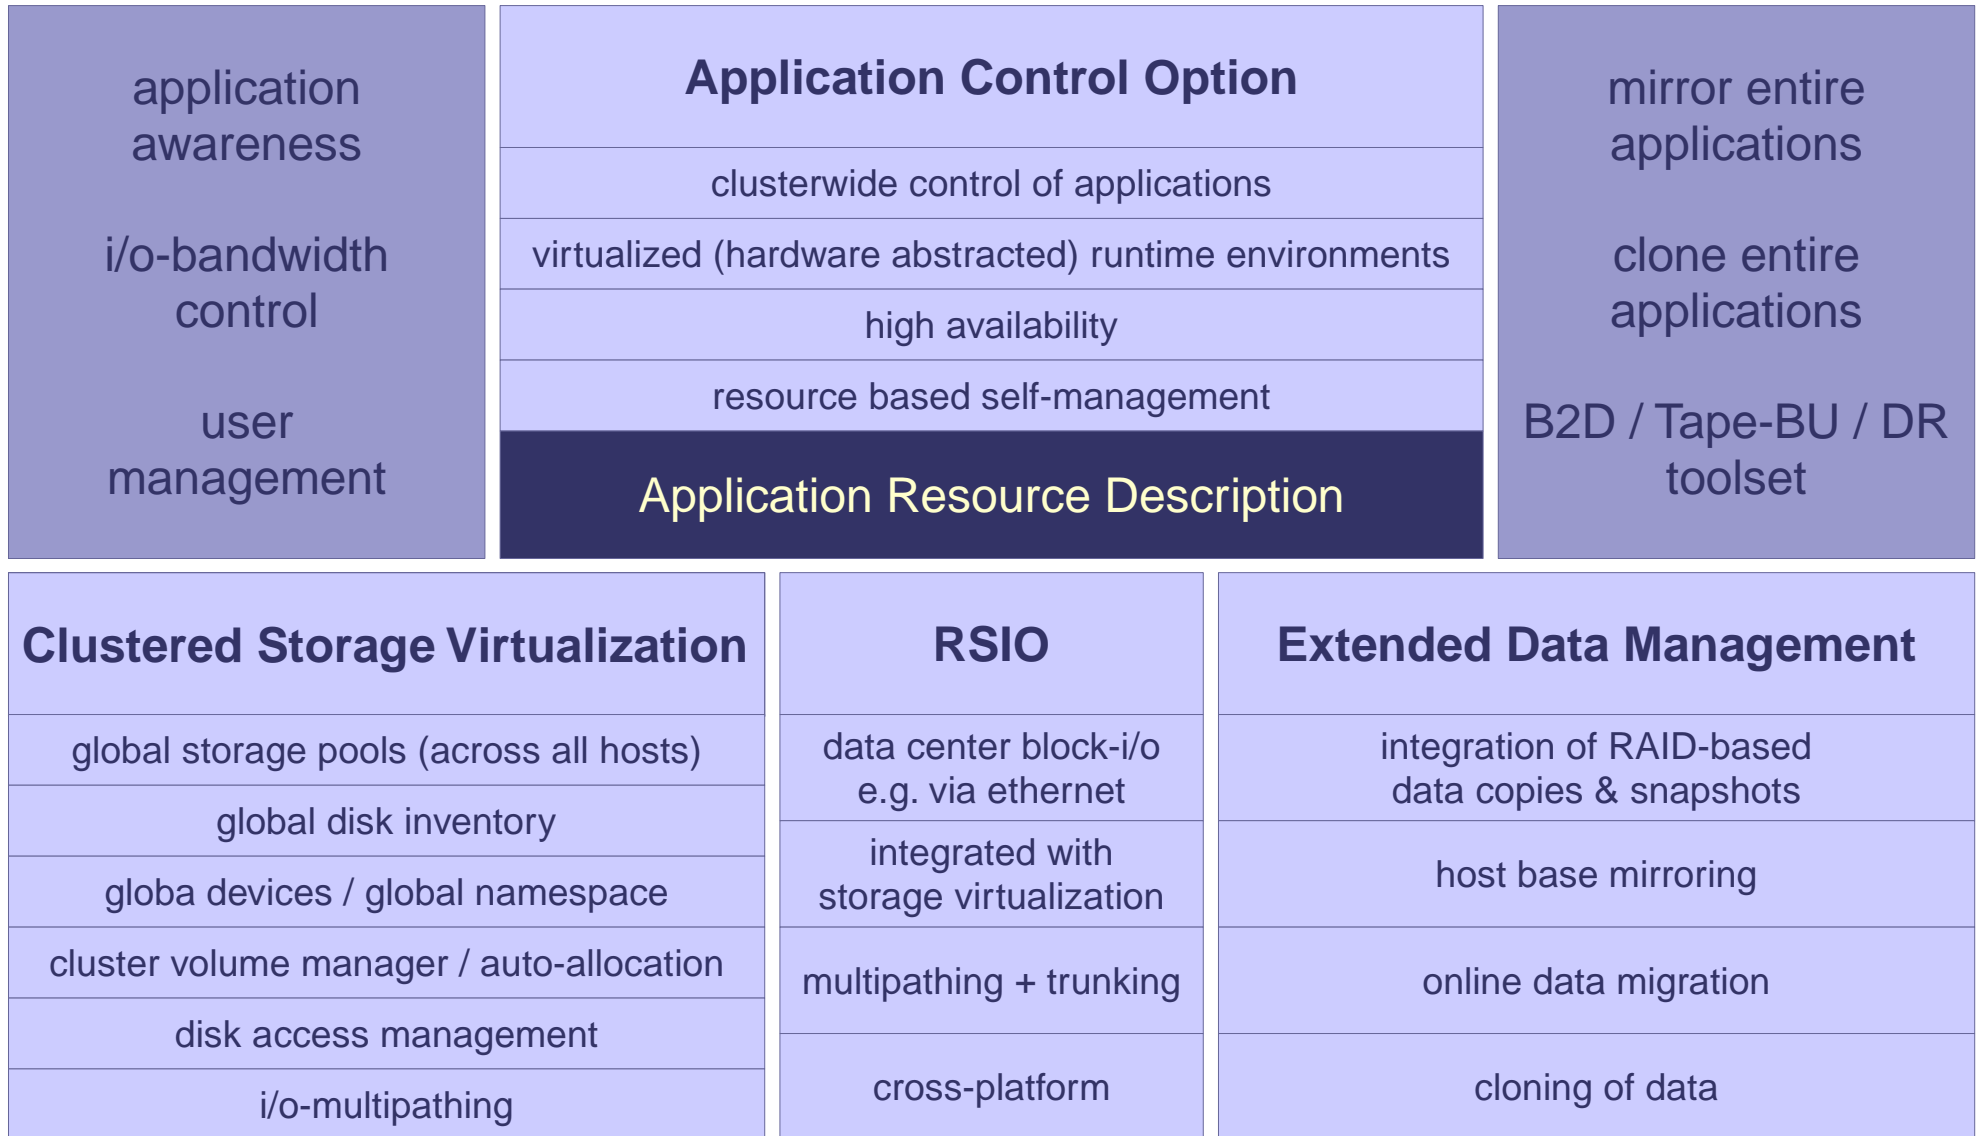 application
awareness
i/o-bandwidth
control
user
management
Application Control Option
clusterwide control of applications
virtualized (hardware abstracted) runtime environments
high availability
resource based self-management
Application Resource Description
mirror entire
applications
clone entire
applications
B2D / Tape-BU / DR
toolset
Clustered Storage Virtualization
global storage pools (across all hosts)
global disk inventory
globa devices / global namespace
cluster volume manager / auto-allocation
disk access management
i/o-multipathing
RSIO
data center block-i/o
e.g. via ethernet
integrated with
storage virtualization
multipathing + trunking
cross-platform
Extended Data Management
integration of RAID-based
data copies & snapshots
host base mirroring
online data migration
cloning of data